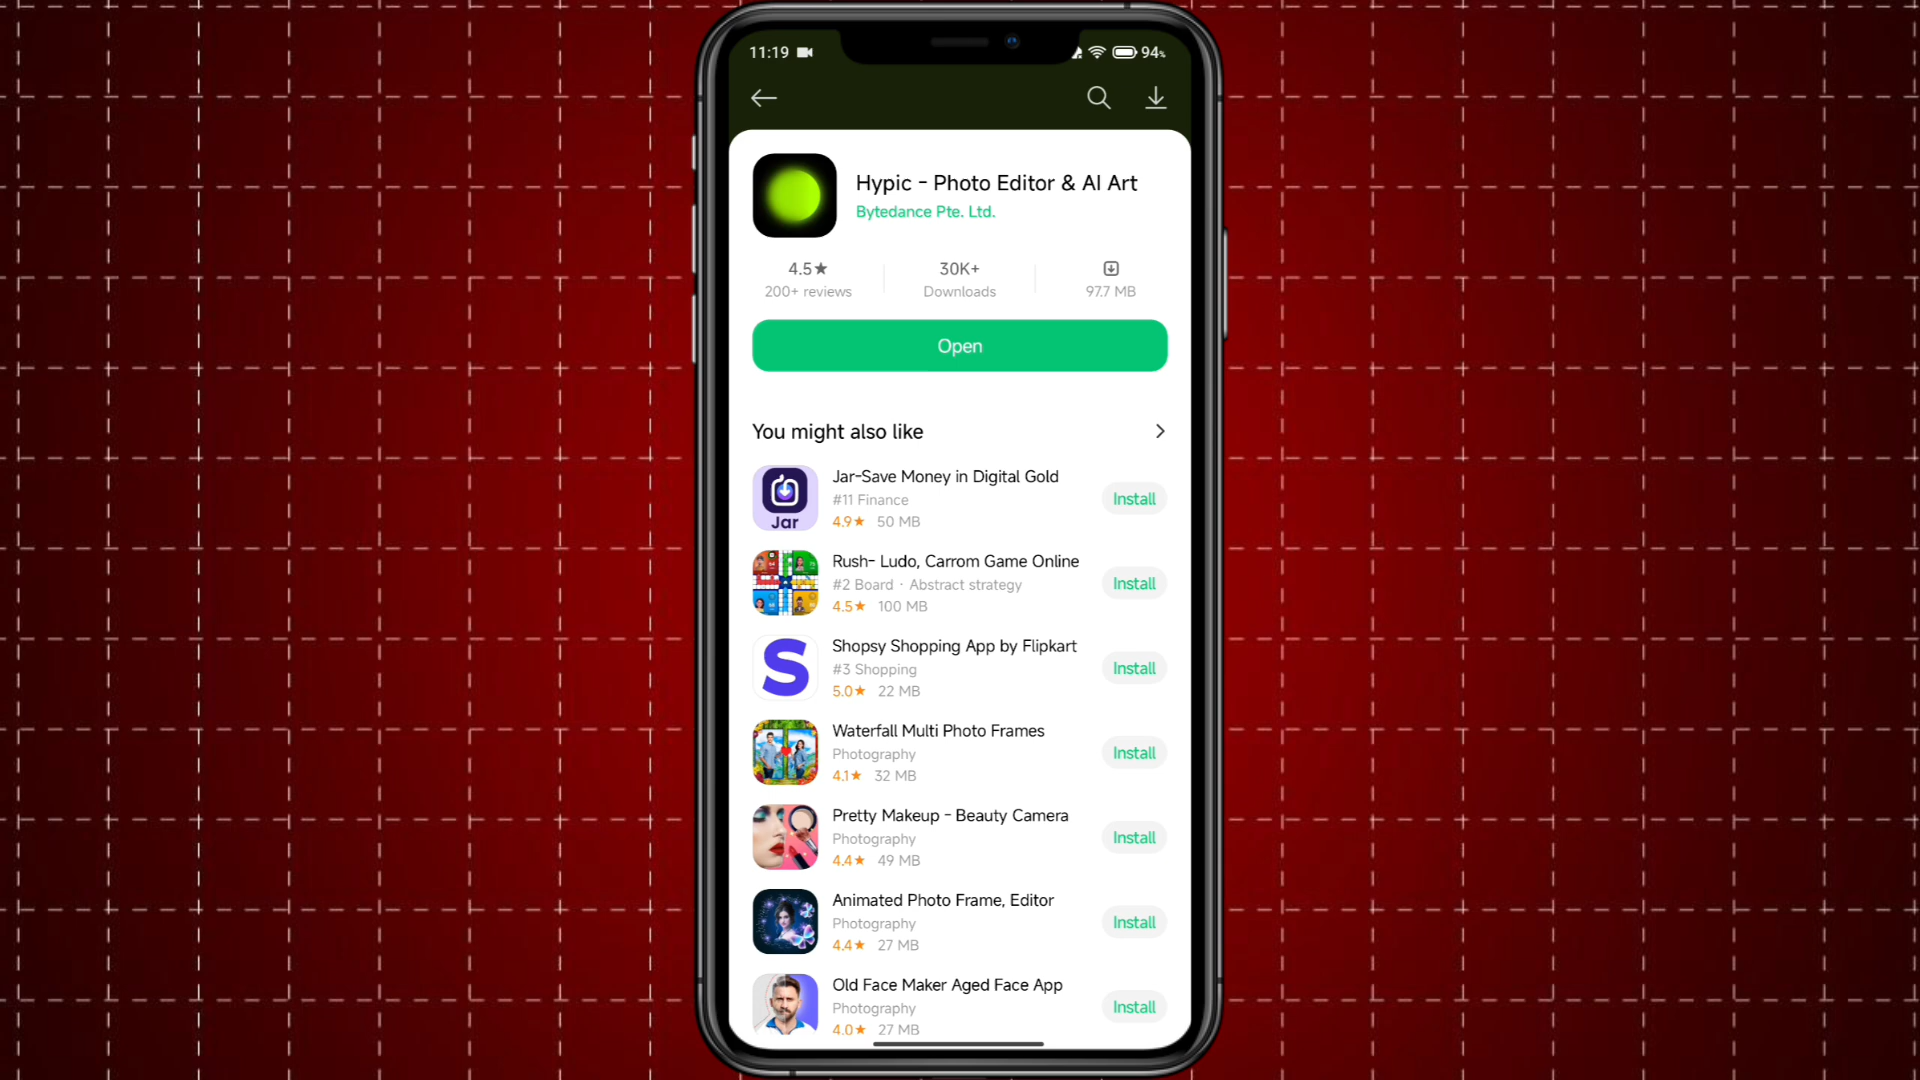 11:19
94%
Hypic - Photo Editor & AI Art
Bytedance Pte. Ltd.
4.5★
30K+
200+ reviews
Downloads
97.7 MB
Open
You might also like
Jar-Save Money in Digital Gold
#11 Finance
4.9★ 50 MB
Install
Jar
Rush- Ludo, Carrom Game Online
#2 Board · Abstract strategy
4.5★ 100 MB
Install
Shopsy Shopping App by Flipkart
#3 Shopping
5.0★ 22 MB
Install
Waterfall Multi Photo Frames
Photography
4.1★ 32 MB
Install
Pretty Makeup - Beauty Camera
Photography
4.4★ 49 MB
Install
Animated Photo Frame, Editor
Photography
4.4★ 27 MB
Install
Old Face Maker Aged Face App
Photography
4.0★ 27 MB
Install